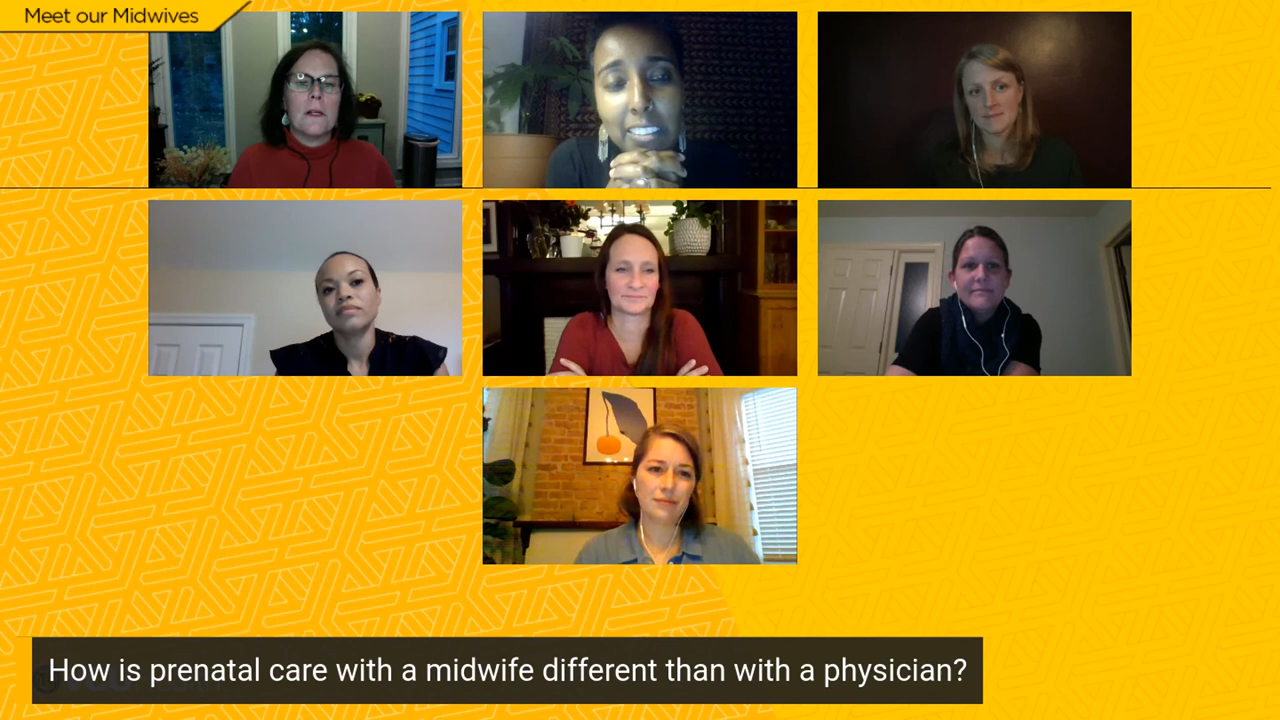 Meet our Midwives
How is prenatal care with a midwife different than with a physician?